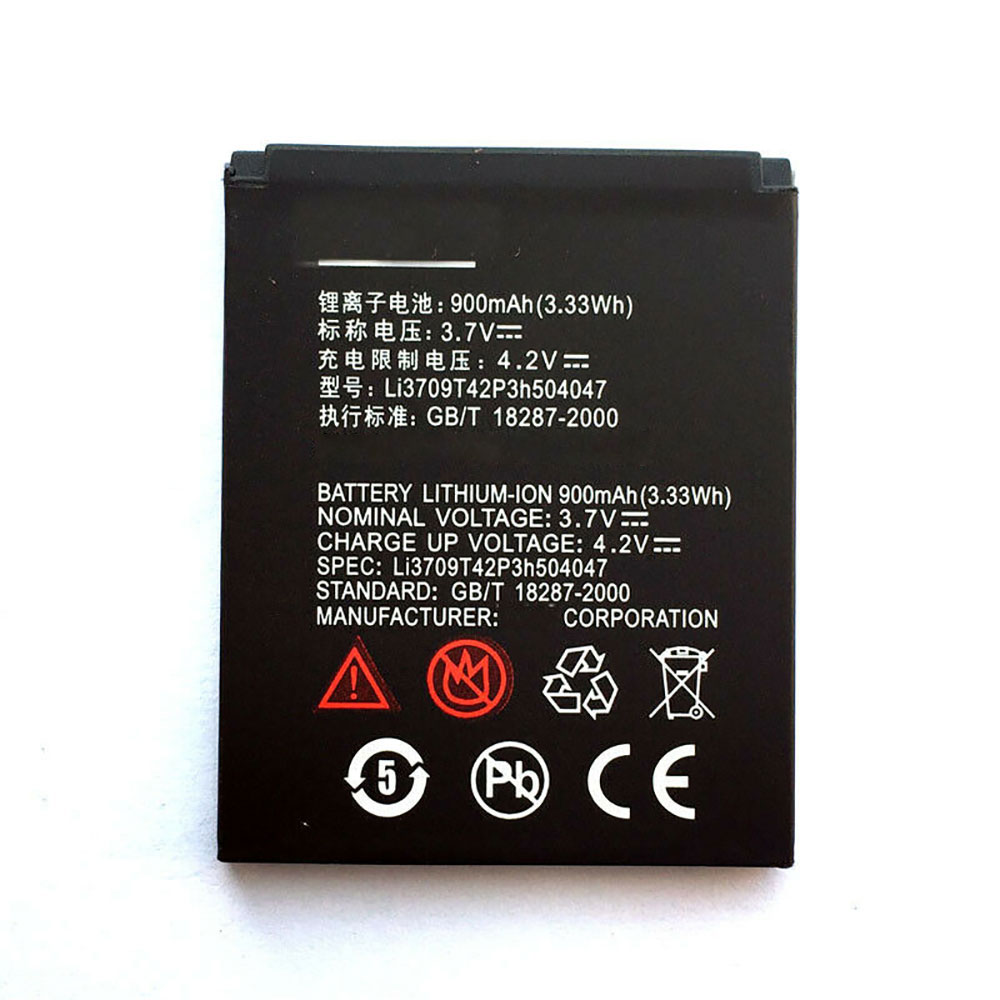 锂离子电池: 900mAh(3.33Wh)
标称电压: 3.7V⎓
充电限制电压: 4.2V⎓
型号: Li3709T42P3h504047
执行标准: GB/T 18287-2000
BATTERY LITHIUM-ION 900mAh(3.33Wh)
NOMINAL VOLTAGE: 3.7V⎓
CHARGE UP VOLTAGE: 4.2V⎓
SPEC: Li3709T42P3h504047
STANDARD: GB/T 18287-2000
MANUFACTURER: CORPORATION
5 Pb CE